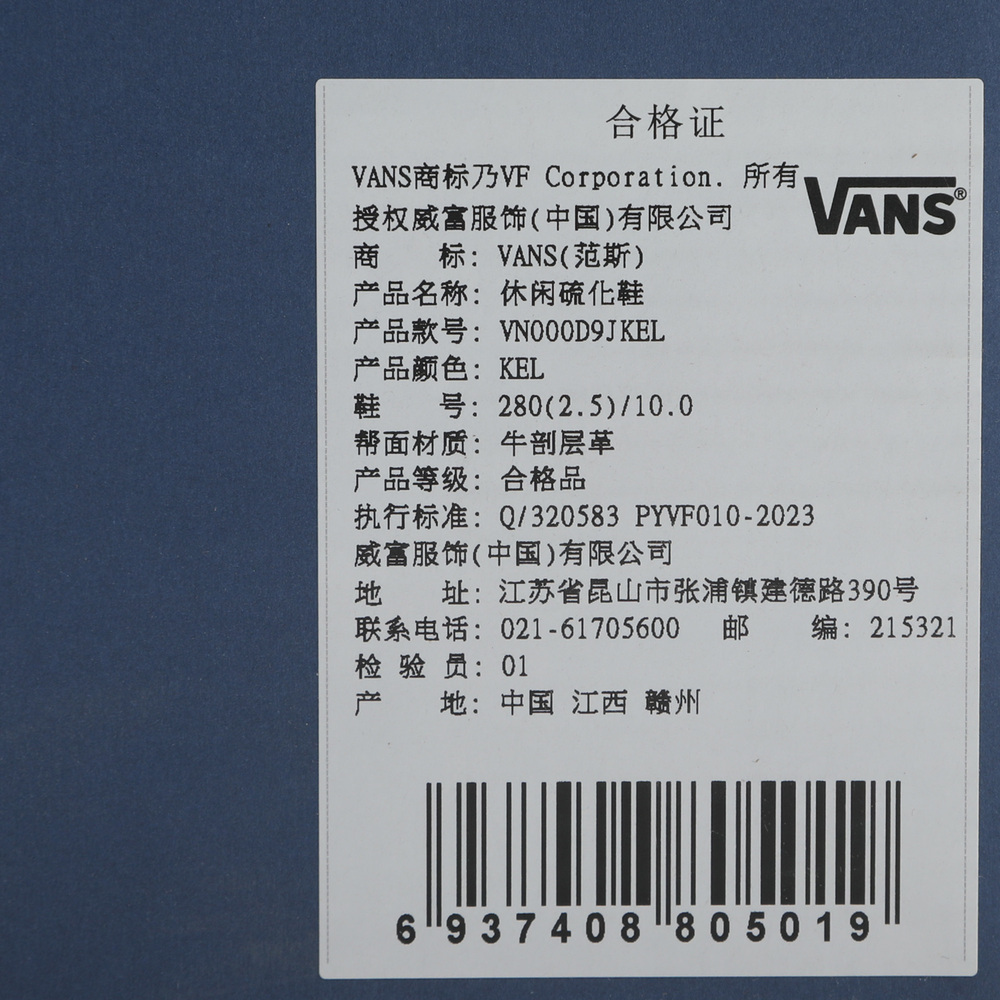 合格证
VANS商标乃VF Corporation. 所有
VANS®
授权威富服饰(中国)有限公司
商 标: VANS(范斯)
产品名称: 休闲硫化鞋
产品款号: VN000D9JKEL
产品颜色: KEL
鞋 号: 280(2.5)/10.0
帮面材质: 牛剖层革
产品等级: 合格品
执行标准: Q/320583 PYVF010-2023
威富服饰(中国)有限公司
地 址: 江苏省昆山市张浦镇建德路390号
联系电话: 021-61705600 邮 编: 215321
检 验 员: 01
产 地: 中国 江西 赣州
6 937408 805019